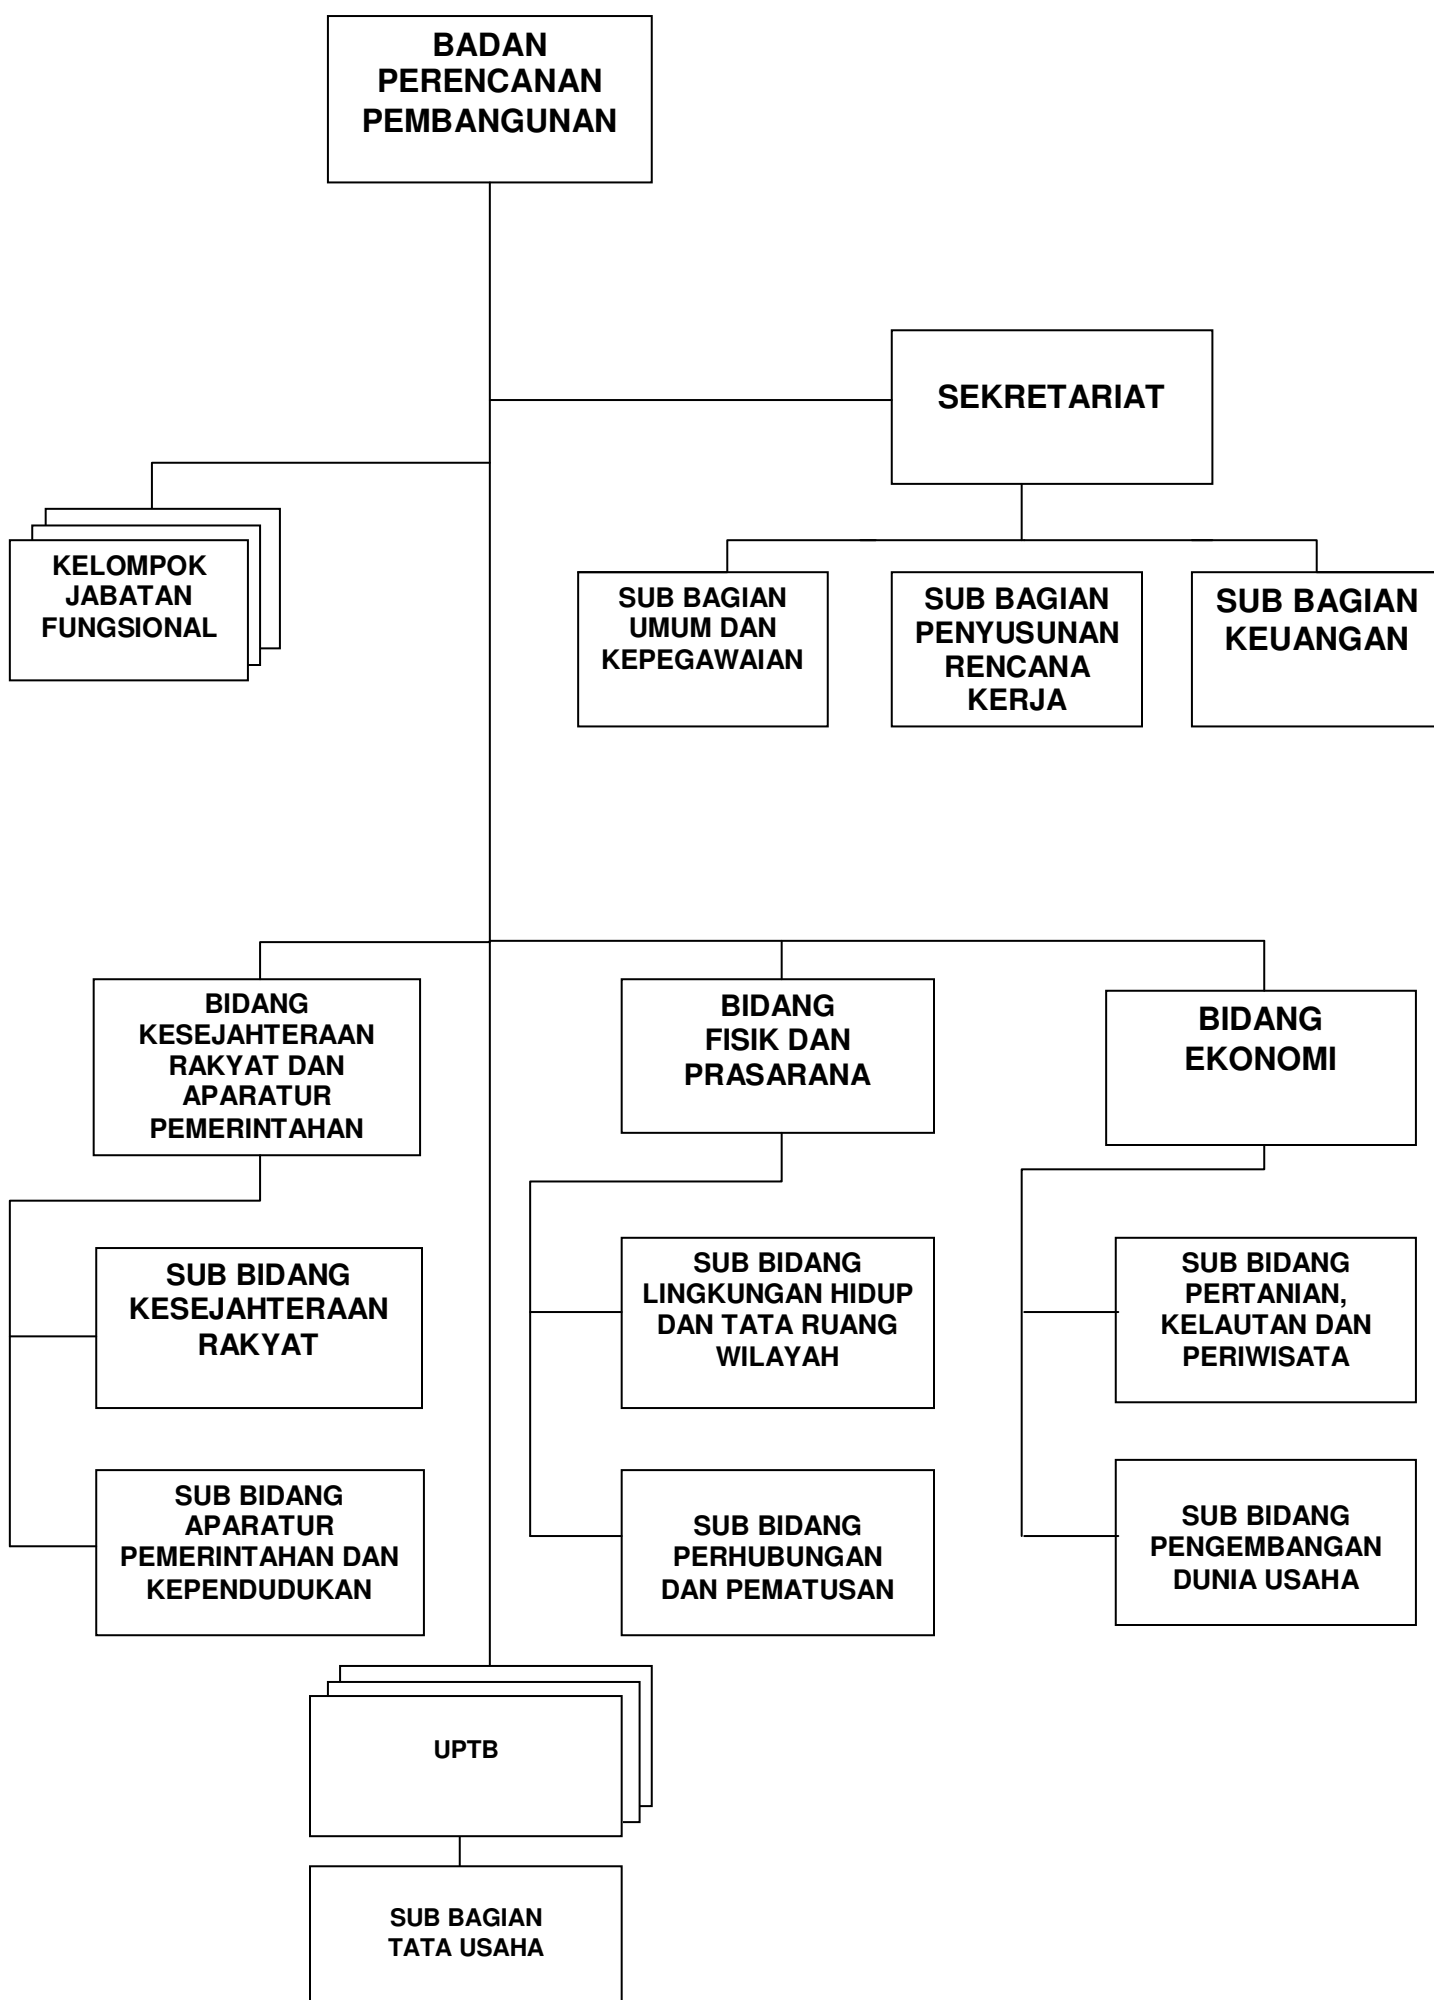 BADAN
PERENCANAN
PEMBANGUNAN
SEKRETARIAT
KELOMPOK
JABATAN
FUNGSIONAL
SUB BAGIAN
UMUM DAN
KEPEGAWAIAN
SUB BAGIAN
PENYUSUNAN
RENCANA
KERJA
SUB BAGIAN
KEUANGAN
BIDANG
KESEJAHTERAAN
RAKYAT DAN
APARATUR
PEMERINTAHAN
BIDANG
FISIK DAN
PRASARANA
BIDANG
EKONOMI
SUB BIDANG
KESEJAHTERAAN
RAKYAT
SUB BIDANG
LINGKUNGAN HIDUP
DAN TATA RUANG
WILAYAH
SUB BIDANG
PERTANIAN,
KELAUTAN DAN
PERIWISATA
SUB BIDANG
APARATUR
PEMERINTAHAN DAN
KEPENDUDUKAN
SUB BIDANG
PERHUBUNGAN
DAN PEMATUSAN
SUB BIDANG
PENGEMBANGAN
DUNIA USAHA
UPTB
SUB BAGIAN
TATA USAHA